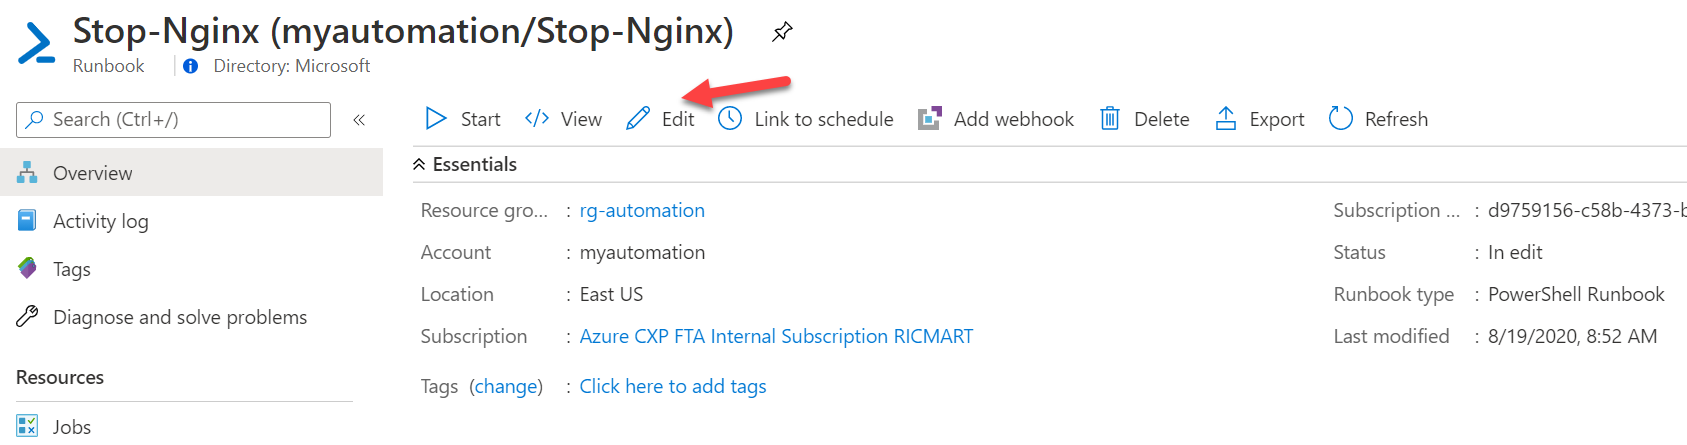 Stop-Nginx (myautomation/Stop-Nginx)
Runbook Directory: Microsoft
Search (Ctrl+/) «
Start View Edit Link to schedule Add webhook Delete Export Refresh
Overview
Activity log
Tags
Diagnose and solve problems
Resources
Jobs
Essentials
Resource gro... : rg-automation
Account : myautomation
Location : East US
Subscription : Azure CXP FTA Internal Subscription RICMART
Tags (change) : Click here to add tags
Subscription ... : d9759156-c58b-4373-b
Status : In edit
Runbook type : PowerShell Runbook
Last modified : 8/19/2020, 8:52 AM